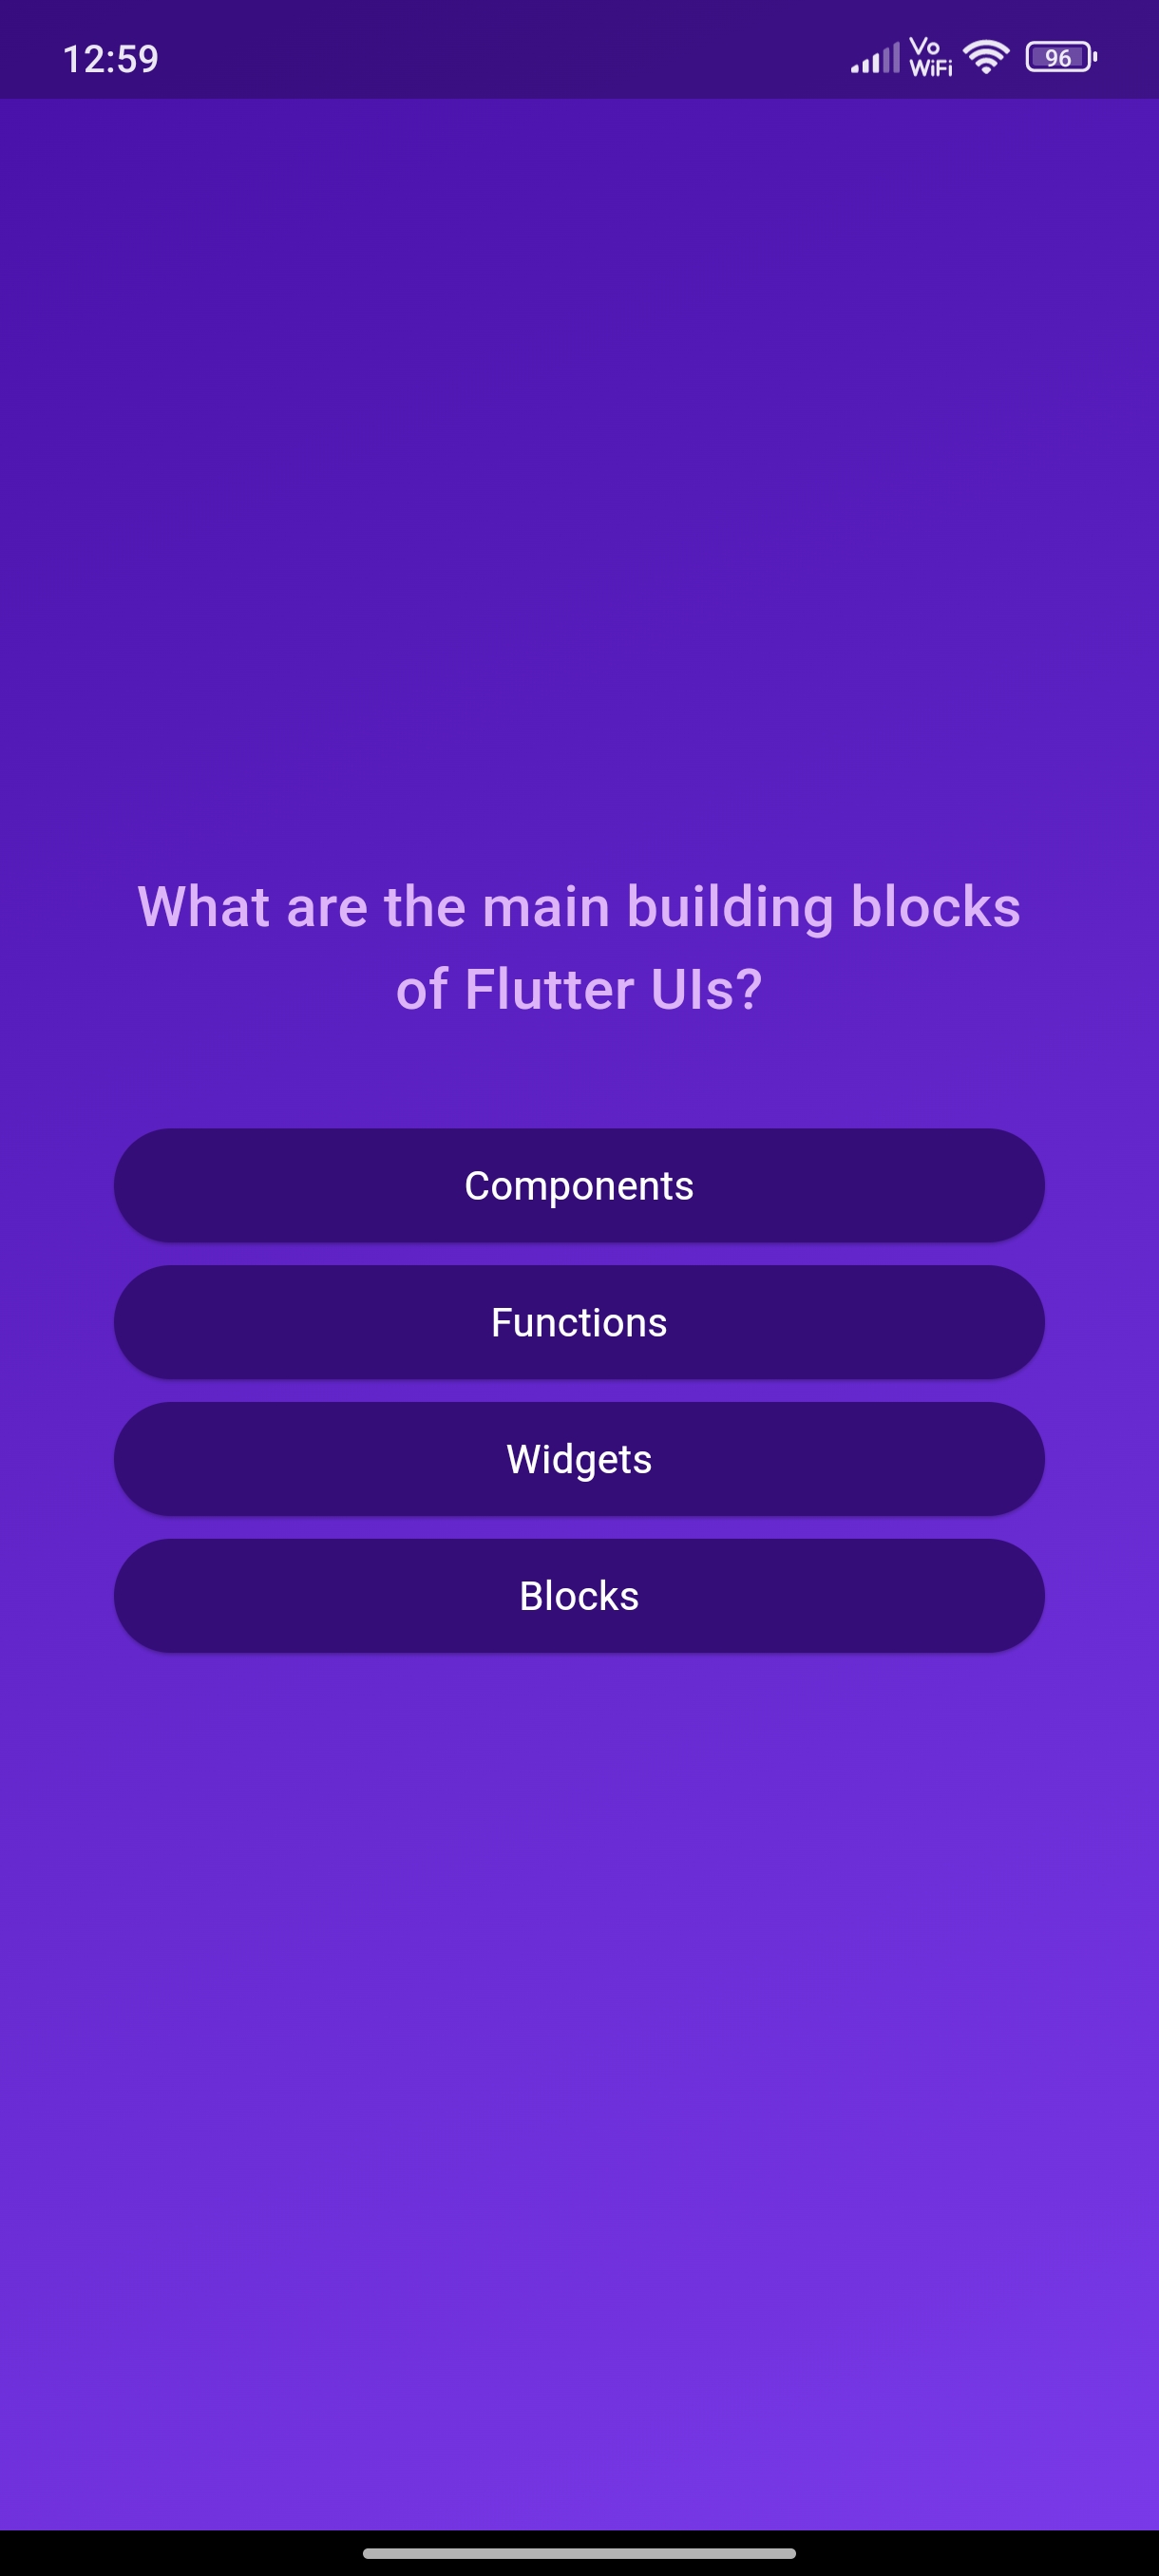 12:59
Vo
WiFi
96
What are the main building blocks
of Flutter UIs?
Components
Functions
Widgets
Blocks